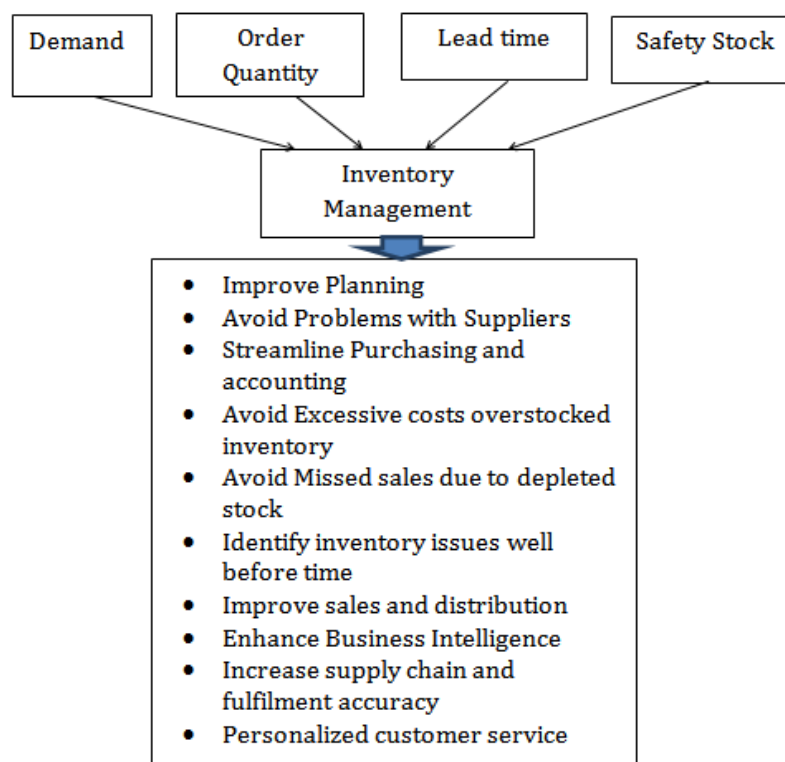 Demand
Order
Quantity
Lead time
Safety Stock
Inventory
Management
• Improve Planning
• Avoid Problems with Suppliers
• Streamline Purchasing and
accounting
• Avoid Excessive costs overstocked
inventory
• Avoid Missed sales due to depleted
stock
• Identify inventory issues well
before time
• Improve sales and distribution
• Enhance Business Intelligence
• Increase supply chain and
fulfilment accuracy
• Personalized customer service